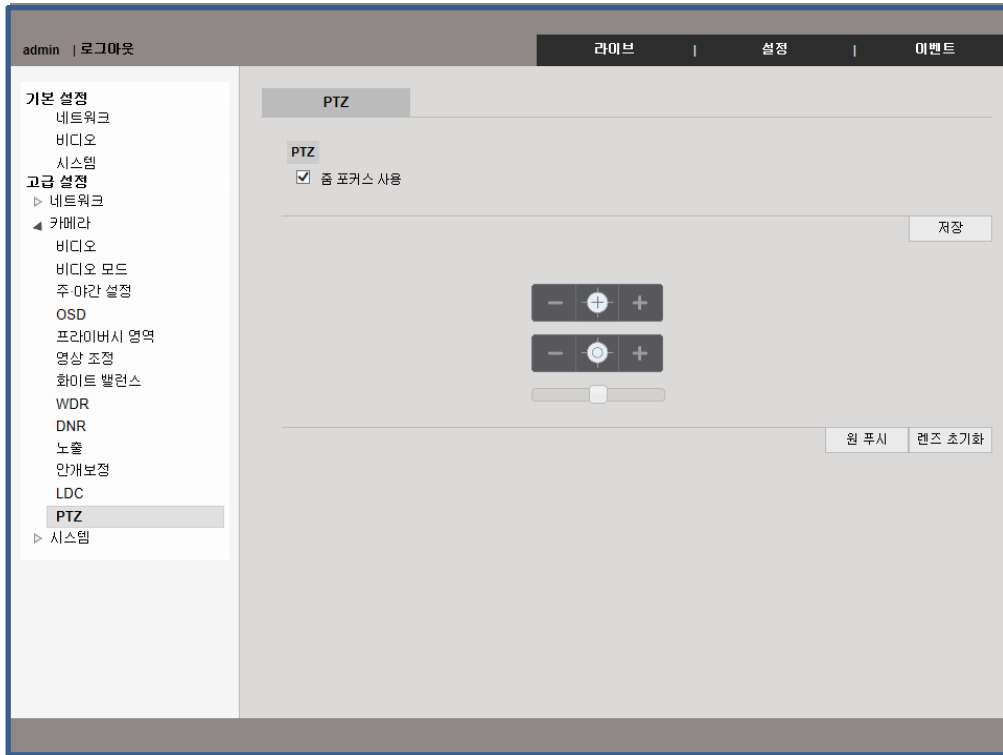 admin | 로그아웃
라이브 | 설정 | 이벤트
기본 설정
네트워크
비디오
시스템
고급 설정
네트워크
카메라
비디오
비디오 모드
주·야간 설정
OSD
프라이버시 영역
영상 조정
화이트 밸런스
WDR
DNR
노출
안개보정
LDC
PTZ
시스템
PTZ
PTZ
줌 포커스 사용
저장
원 푸시
렌즈 초기화